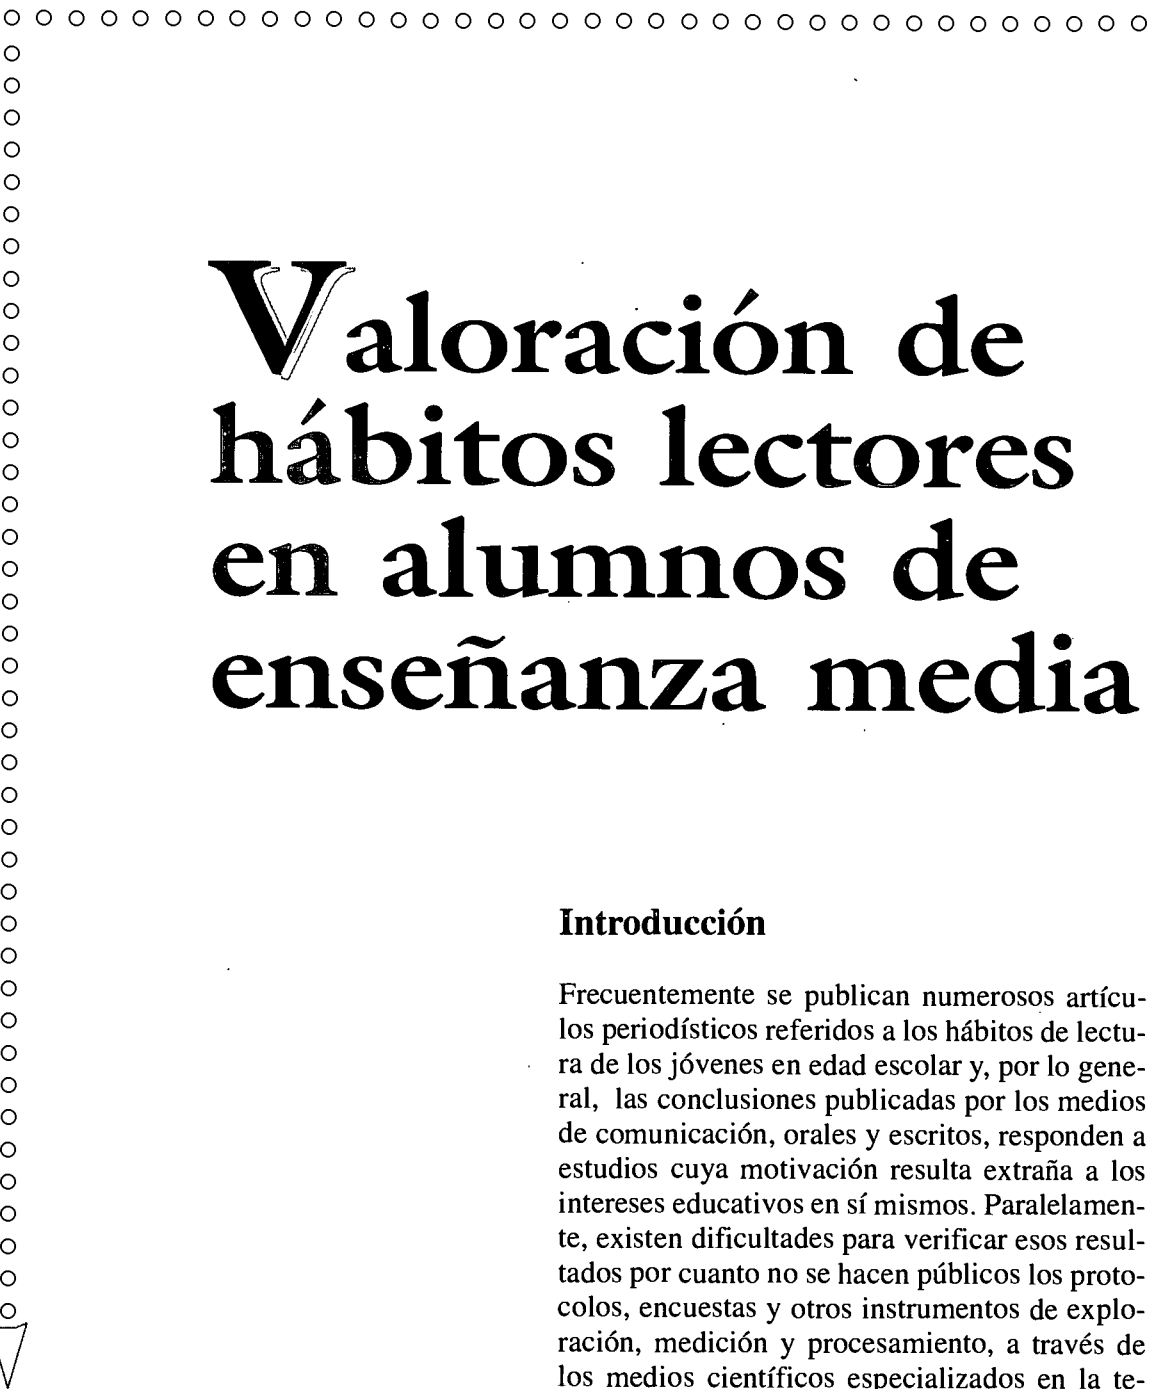 Valoración de
hábitos lectores
en alumnos de
enseñanza media
Introducción
Frecuentemente se publican numerosos artícu-
los periodísticos referidos a los hábitos de lectu-
ra de los jóvenes en edad escolar y, por lo gene-
ral, las conclusiones publicadas por los medios
de comunicación, orales y escritos, responden a
estudios cuya motivación resulta extraña a los
intereses educativos en sí mismos. Paralelamen-
te, existen dificultades para verificar esos resul-
tados por cuanto no se hacen públicos los proto-
colos, encuestas y otros instrumentos de explo-
ración, medición y procesamiento, a través de
los medios científicos especializados en la te-